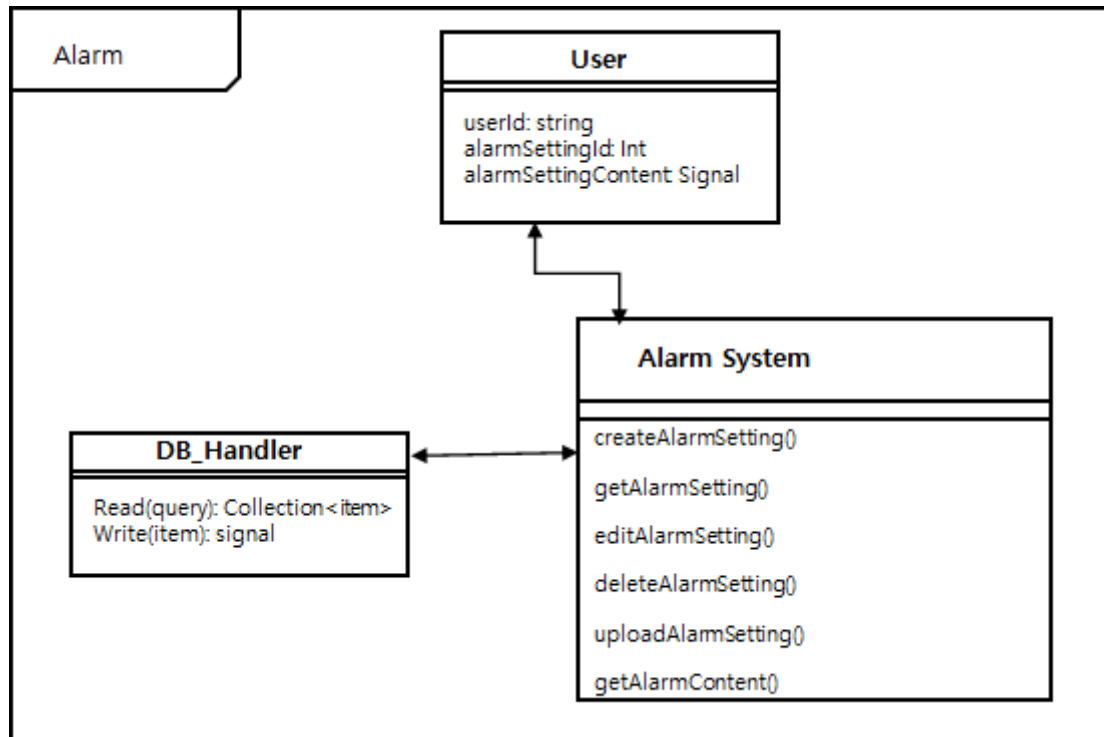 Alarm
User
userId: string
alarmSettingId: Int
alarmSettingContent: Signal
Alarm System
createAlarmSetting()
getAlarmSetting()
editAlarmSetting()
deleteAlarmSetting()
uploadAlarmSetting()
getAlarmContent()
DB_Handler
Read(query): Collection<item>
Write(item): signal